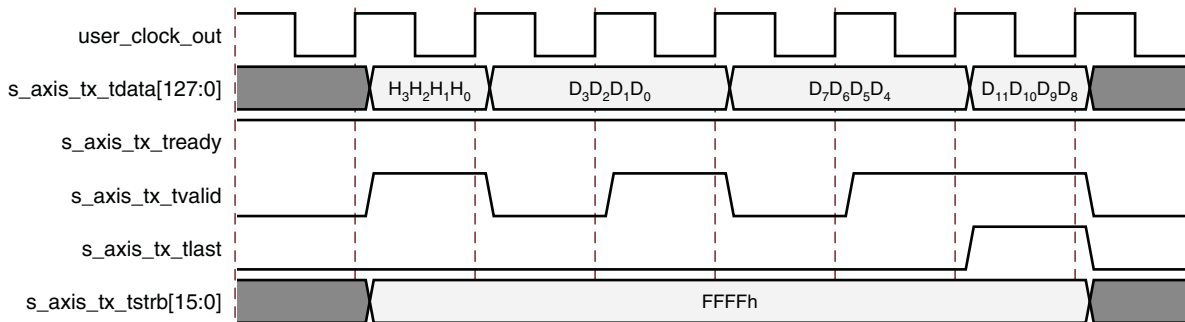 user_clock_out
s_axis_tx_tdata[127:0] H₃H₂H₁H₀ D₃D₂D₁D₀ D₇D₆D₅D₄ D₁₁D₁₀D₉D₈
s_axis_tx_tready
s_axis_tx_tvalid
s_axis_tx_tlast
s_axis_tx_tstrb[15:0] FFFFh